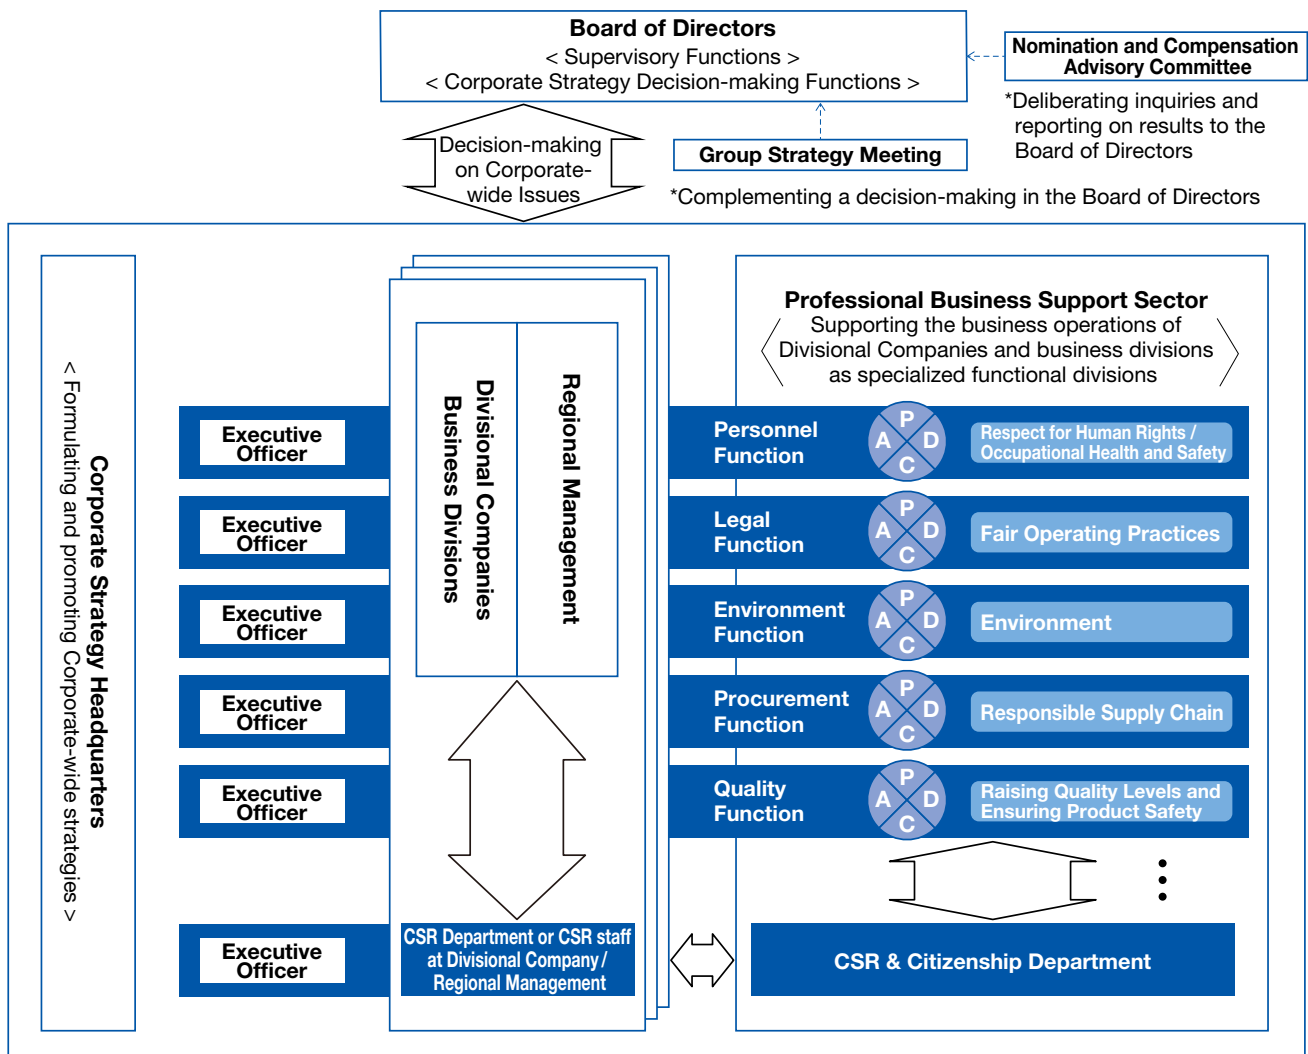 Board of Directors
< Supervisory Functions >
< Corporate Strategy Decision-making Functions >
Nomination and Compensation
Advisory Committee
*Deliberating inquiries and
reporting on results to the
Board of Directors
Decision-making
on Corporate-
wide Issues
Group Strategy Meeting
*Complementing a decision-making in the Board of Directors
Corporate Strategy Headquarters
< Formulating and promoting Corporate-wide strategies >
Divisional Companies
Business Divisions
Regional Management
Professional Business Support Sector
Supporting the business operations of
Divisional Companies and business divisions
as specialized functional divisions
Executive
Officer
Personnel
Function
P
A D
C
Respect for Human Rights /
Occupational Health and Safety
Executive
Officer
Legal
Function
P
A D
C
Fair Operating Practices
Executive
Officer
Environment
Function
P
A D
C
Environment
Executive
Officer
Procurement
Function
P
A D
C
Responsible Supply Chain
Executive
Officer
Quality
Function
P
A D
C
Raising Quality Levels and
Ensuring Product Safety
Executive
Officer
CSR Department or CSR staff
at Divisional Company /
Regional Management
CSR & Citizenship Department